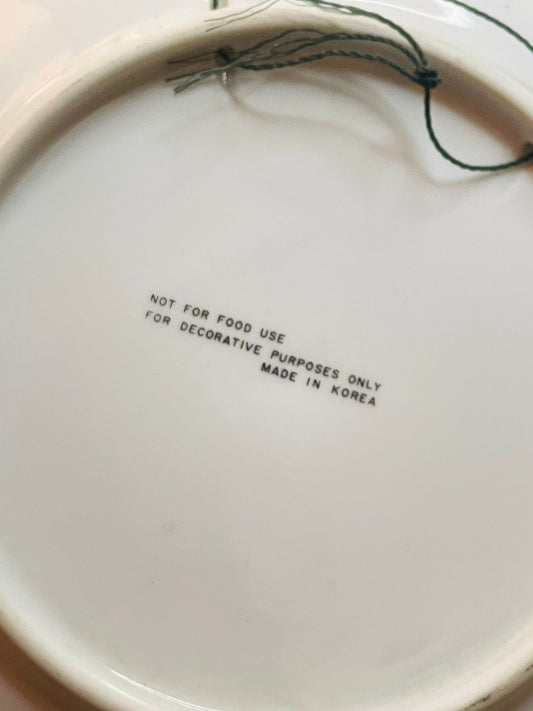 NOT FOR FOOD USE
FOR DECORATIVE PURPOSES ONLY
MADE IN KOREA